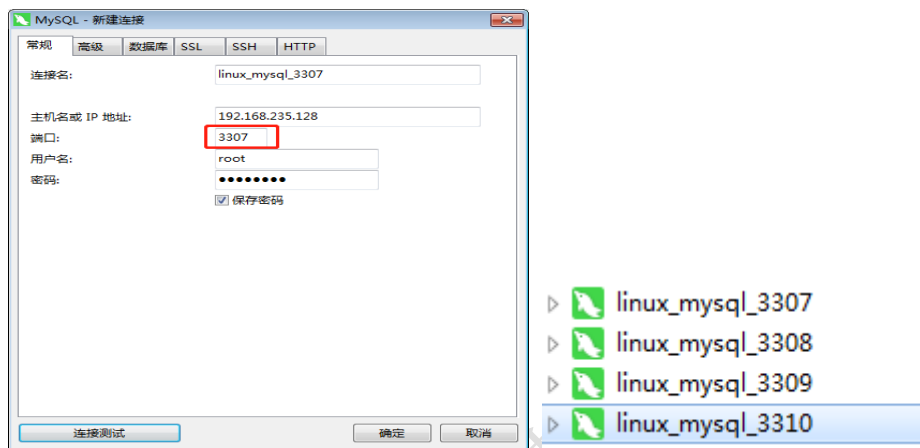 MySQL - 新建连接
常规 高级 数据库 SSL SSH HTTP
连接名: linux_mysql_3307
主机名或 IP 地址: 192.168.235.128
端口: 3307
用户名: root
密码: ●●●●●●●●
保存密码
连接测试 确定 取消
linux_mysql_3307
linux_mysql_3308
linux_mysql_3309
linux_mysql_3310